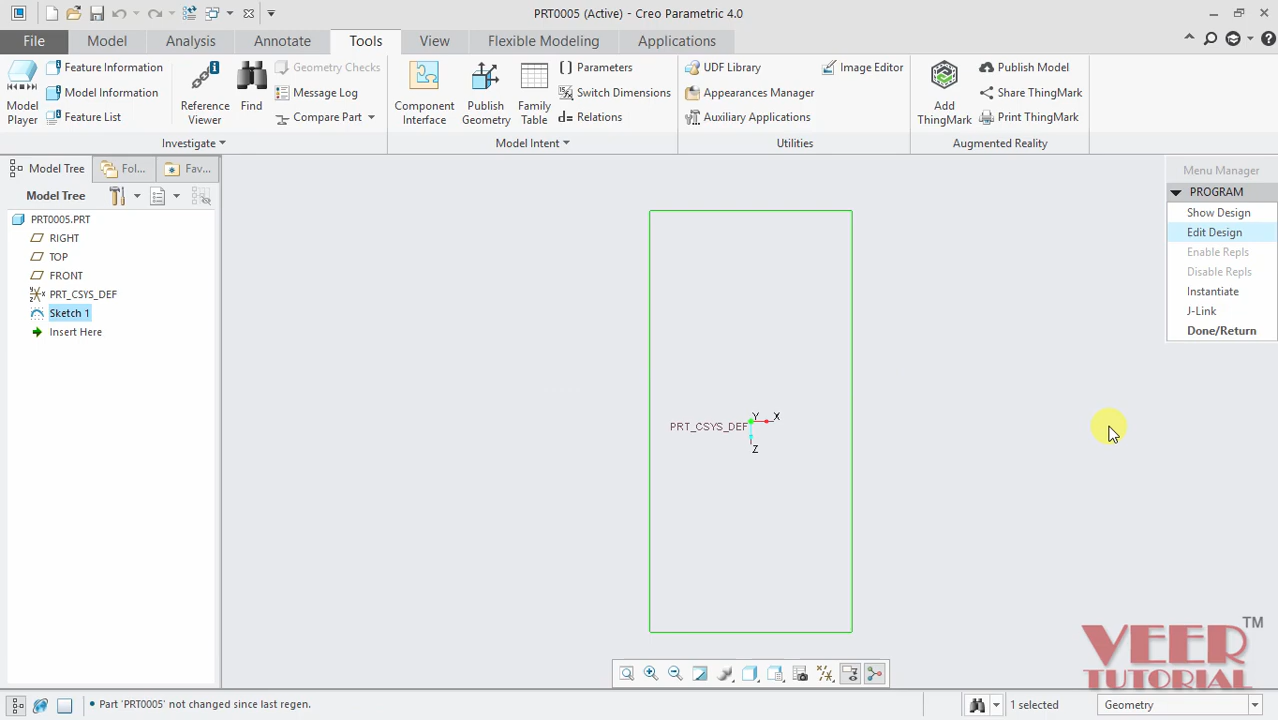 PRT0005 (Active) - Creo Parametric 4.0
File Model Analysis Annotate Tools View Flexible Modeling Applications
Model Player
Feature Information
Model Information
Feature List
Reference Viewer
Find
Geometry Checks
Message Log
Compare Part
Investigate
Component Interface
Publish Geometry
Family Table
Parameters
Switch Dimensions
Relations
Model Intent
UDF Library
Appearances Manager
Auxiliary Applications
Image Editor
Utilities
Add ThingMark
Publish Model
Share ThingMark
Print ThingMark
Augmented Reality
Model Tree Fol... Fav...
Model Tree
PRT0005.PRT
RIGHT
TOP
FRONT
PRT_CSYS_DEF
Sketch 1
Insert Here
Y X
PRT_CSYS_DEF
Z
Menu Manager
PROGRAM
Show Design
Edit Design
Enable Repls
Disable Repls
Instantiate
J-Link
Done/Return
VEER TM
TUTORIAL
• Part 'PRT0005' not changed since last regen.
1 selected
Geometry